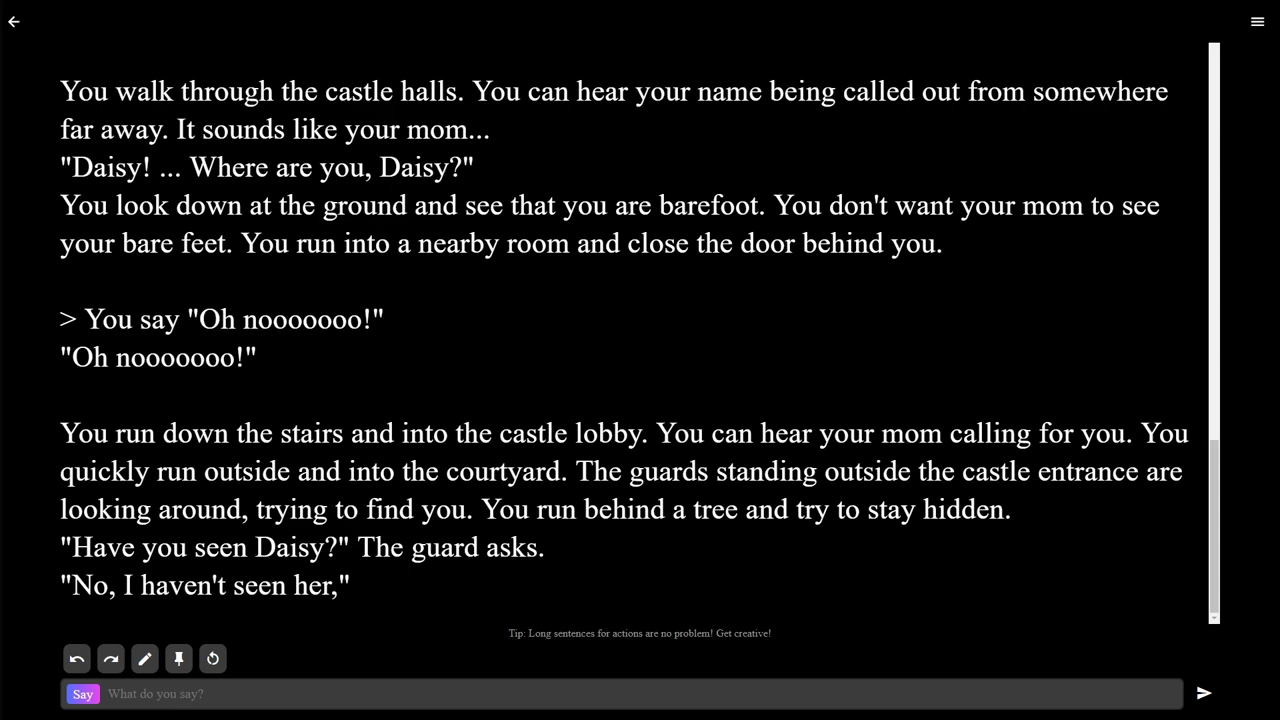 You walk through the castle halls. You can hear your name being called out from somewhere
far away. It sounds like your mom...
"Daisy! ... Where are you, Daisy?"
You look down at the ground and see that you are barefoot. You don't want your mom to see
your bare feet. You run into a nearby room and close the door behind you.
> You say "Oh nooooooo!"
"Oh nooooooo!"
You run down the stairs and into the castle lobby. You can hear your mom calling for you. You
quickly run outside and into the courtyard. The guards standing outside the castle entrance are
looking around, trying to find you. You run behind a tree and try to stay hidden.
"Have you seen Daisy?" The guard asks.
"No, I haven't seen her,"
Tip: Long sentences for actions are no problem! Get creative!
Say What do you say?